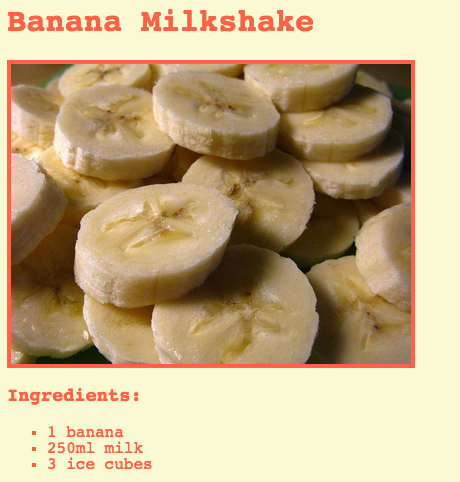 Banana Milkshake
Ingredients:
1 banana
250ml milk
3 ice cubes